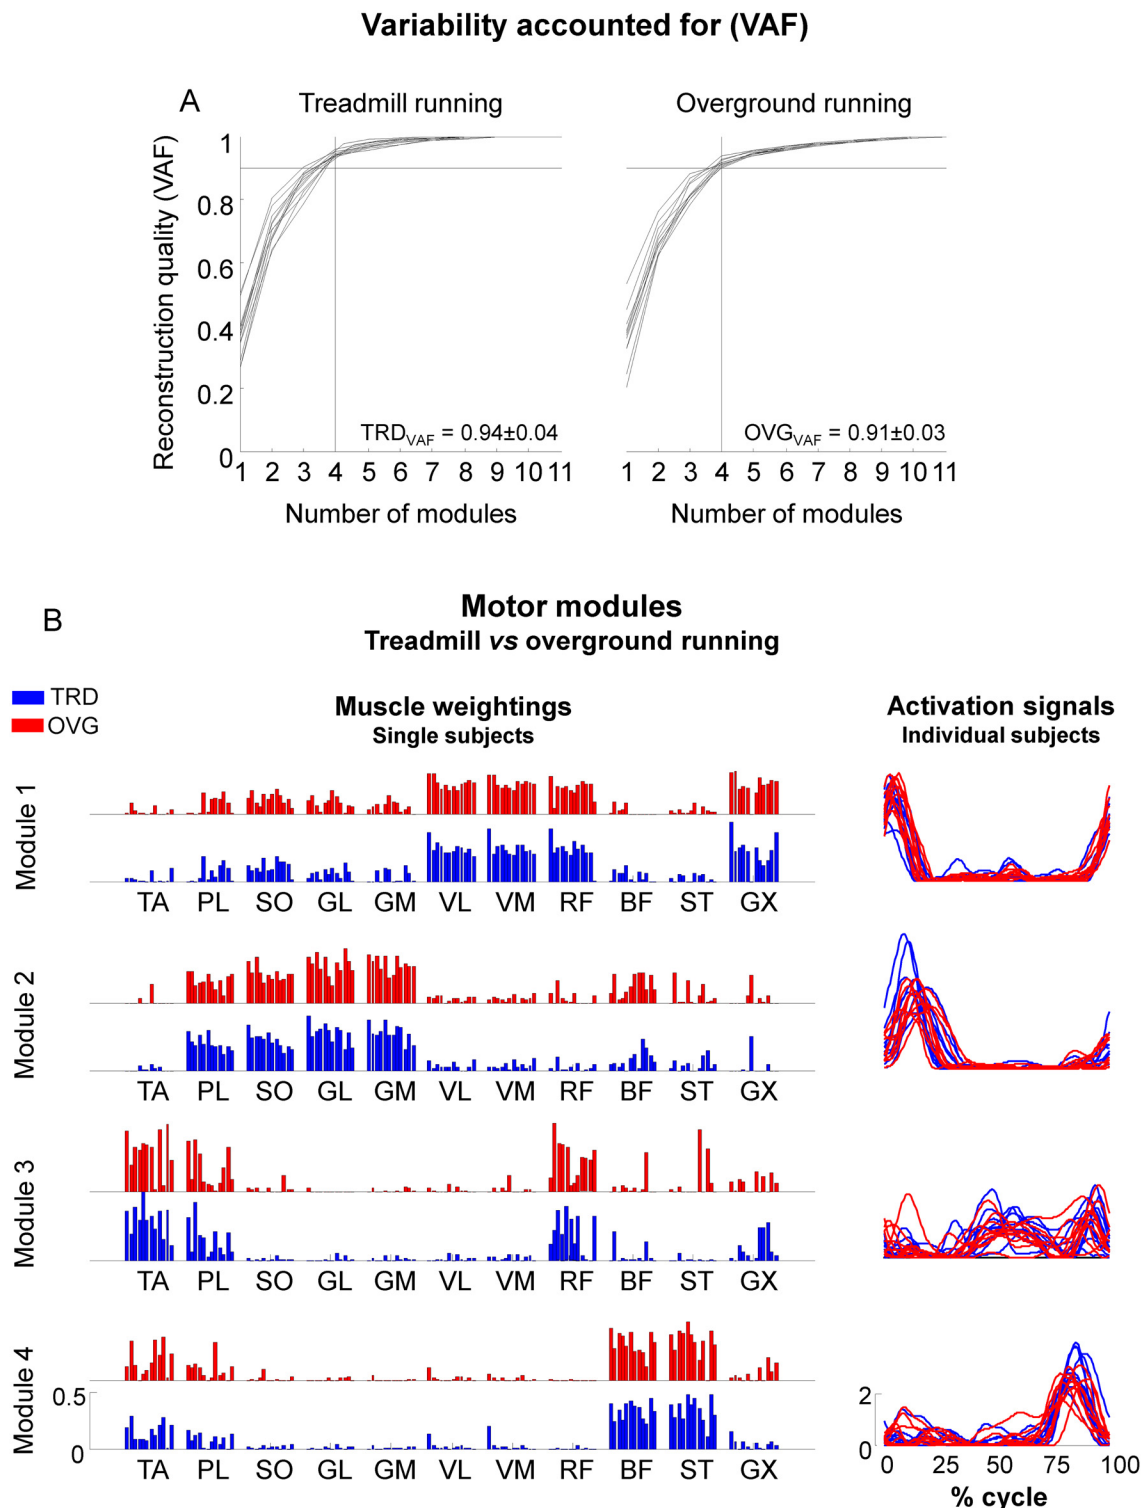 Variability accounted for (VAF)
A
Treadmill running
Overground running
Reconstruction quality (VAF)
1
0.8
0.6
0.4
0.2
0
TRD_VAF = 0.94±0.04
OVG_VAF = 0.91±0.03
1 2 3 4 5 6 7 8 9 10 11
1 2 3 4 5 6 7 8 9 10 11
Number of modules
Number of modules
B
Motor modules
Treadmill vs overground running
TRD
OVG
Muscle weightings
Single subjects
Activation signals
Individual subjects
Module 1
TA PL SO GL GM VL VM RF BF ST GX
Module 2
TA PL SO GL GM VL VM RF BF ST GX
Module 3
TA PL SO GL GM VL VM RF BF ST GX
Module 4
0.5
0
TA PL SO GL GM VL VM RF BF ST GX
2
0
0 25 50 75 100
% cycle